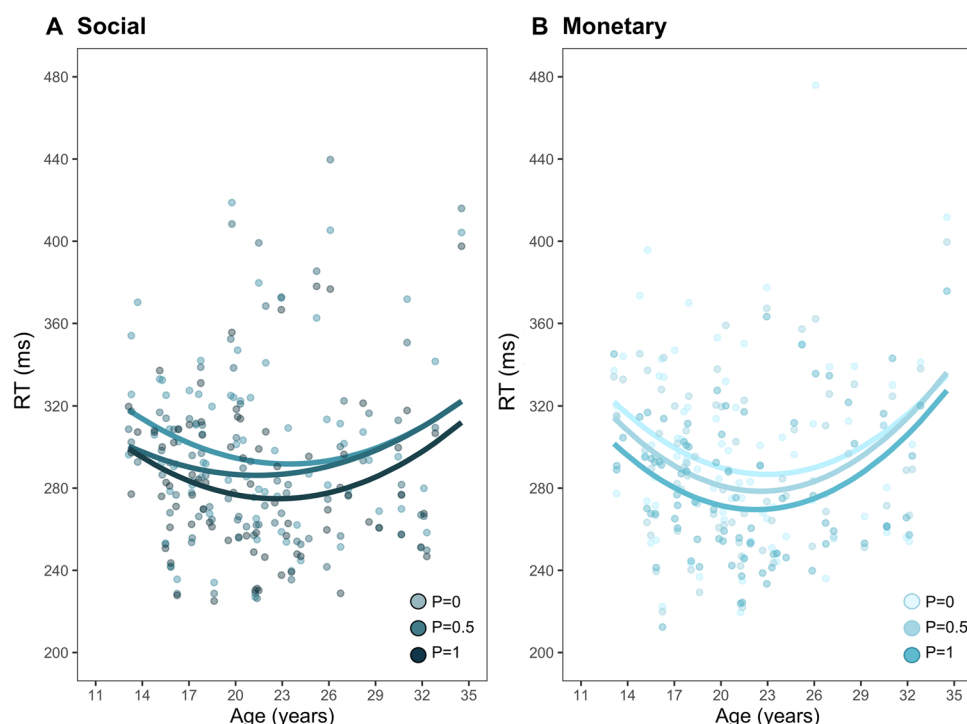 A Social
480
440
400
360
320
280
240
200
RT (ms)
P=0
P=0.5
P=1
11 14 17 20 23 26 29 32 35
Age (years)
B Monetary
480
440
400
360
320
280
240
200
RT (ms)
P=0
P=0.5
P=1
11 14 17 20 23 26 29 32 35
Age (years)